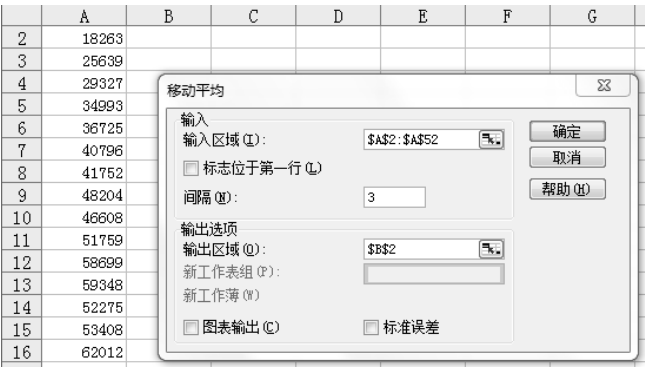 A B C D E F G
2 18263
3 25639
4 29327
5 34993
6 36725
7 40796
8 41752
9 48204
10 46608
11 51759
12 58699
13 59348
14 52275
15 53408
16 62012
移动平均
输入
输入区域(I): $A$2:$A$52
标志位于第一行(L)
间隔(N): 3
输出选项
输出区域(O): $B$2
新工作表组(P):
新工作薄(W)
图表输出(C) 标准误差
确定
取消
帮助(H)